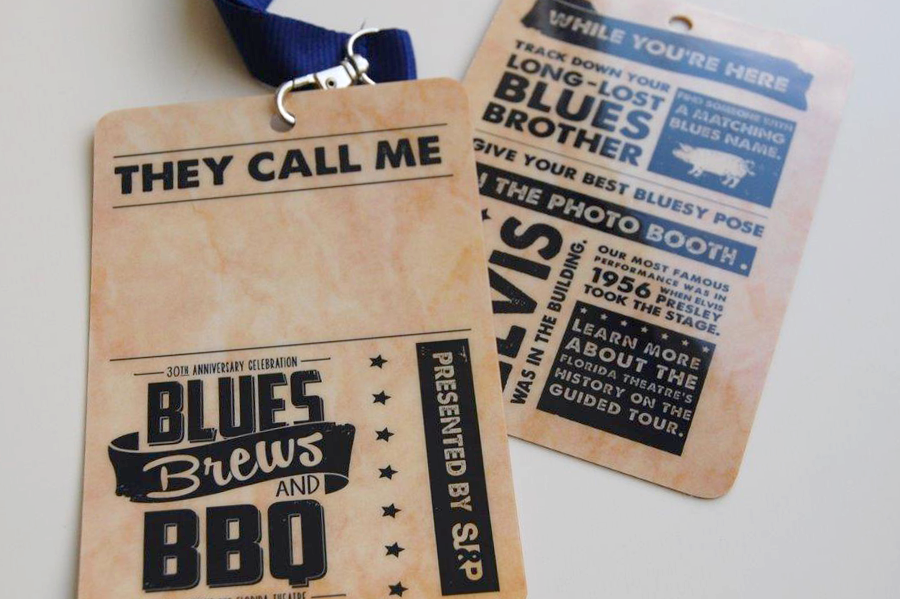 THEY CALL ME
30TH ANNIVERSARY CELEBRATION
BLUES
Brews
AND
BBQ
FLORIDA THEATRE
PRESENTED BY S&P
WHILE YOU'RE HERE
TRACK DOWN YOUR
LONG-LOST
BLUES
BROTHER
FIND SOMEONE WITH
A MATCHING
BLUES NAME.
GIVE YOUR BEST BLUESY POSE
THE PHOTO BOOTH.
ELVIS
WAS IN THE BUILDING.
OUR MOST FAMOUS
PERFORMANCE WAS IN
1956 WHEN ELVIS
PRESLEY
TOOK THE STAGE.
LEARN MORE
ABOUT THE
FLORIDA THEATRE'S
HISTORY ON THE
GUIDED TOUR.